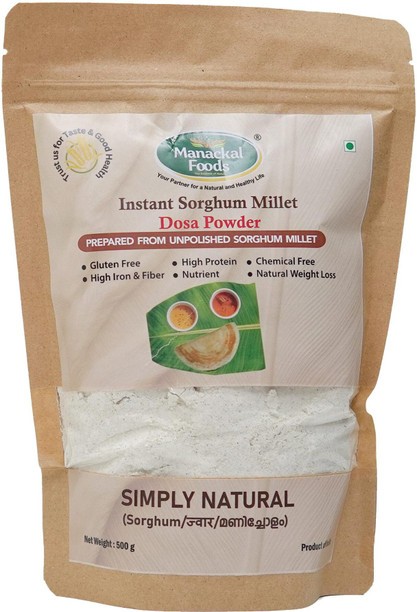 Trust us for Taste & Good Health
Manackal
Foods
®
Your Partner for a Natural and Healthy Life
Instant Sorghum Millet
Dosa Powder
PREPARED FROM UNPOLISHED SORGHUM MILLET
• Gluten Free • High Protein • Chemical Free
• High Iron & Fiber • Nutrient • Natural Weight Loss
SIMPLY NATURAL
(Sorghum/ज्वार/മണിച്ചോളം)
Net Weight : 500 g
Product of